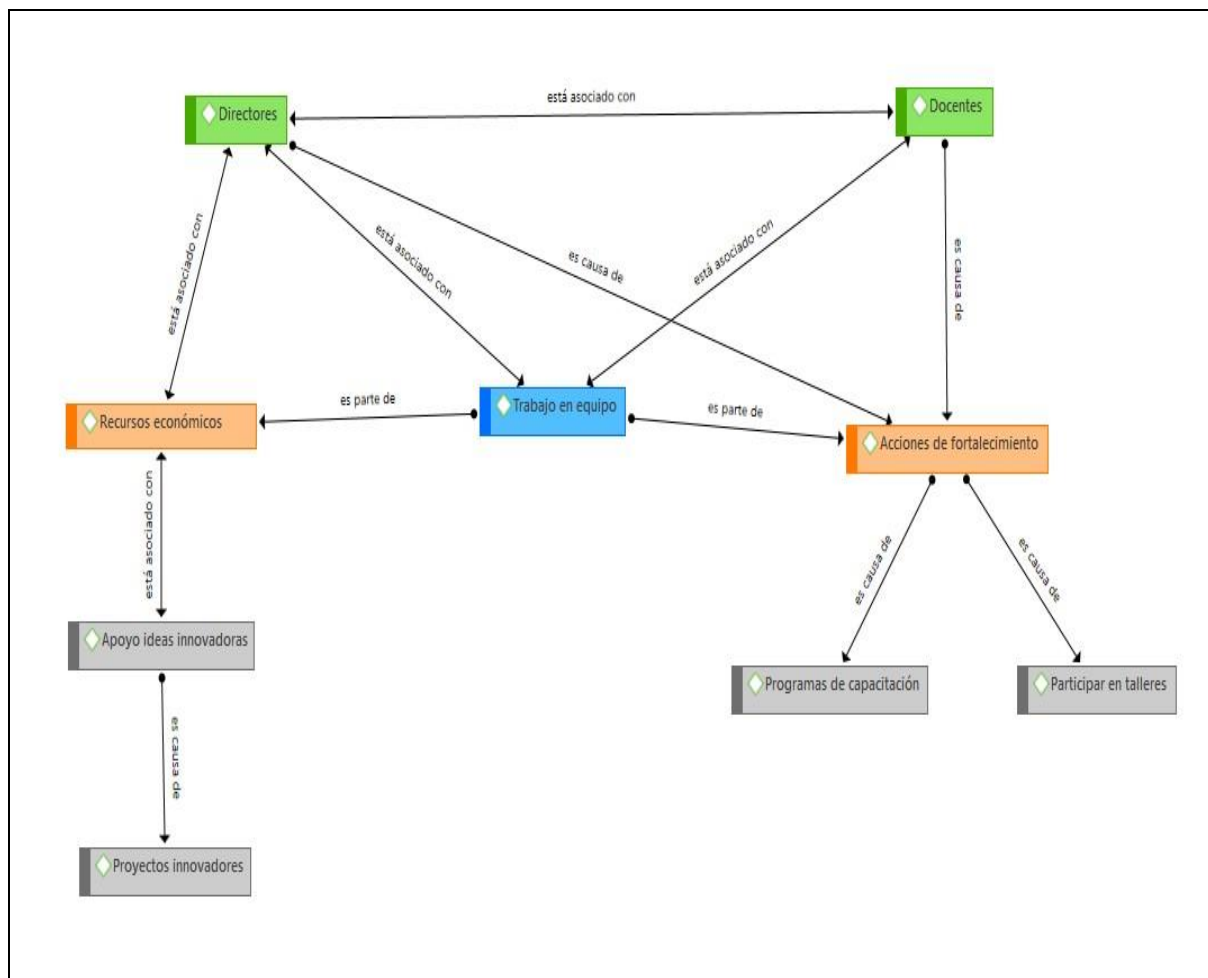 está asociado con
Directores
Docentes
está asociado con
está asociado con
es causa de
está asociado con
es causa de
es parte de
Trabajo en equipo
es parte de
Recursos económicos
Acciones de fortalecimiento
está asociado con
es causa de
es causa de
Apoyo ideas innovadoras
Programas de capacitación
Participar en talleres
es causa de
Proyectos innovadores